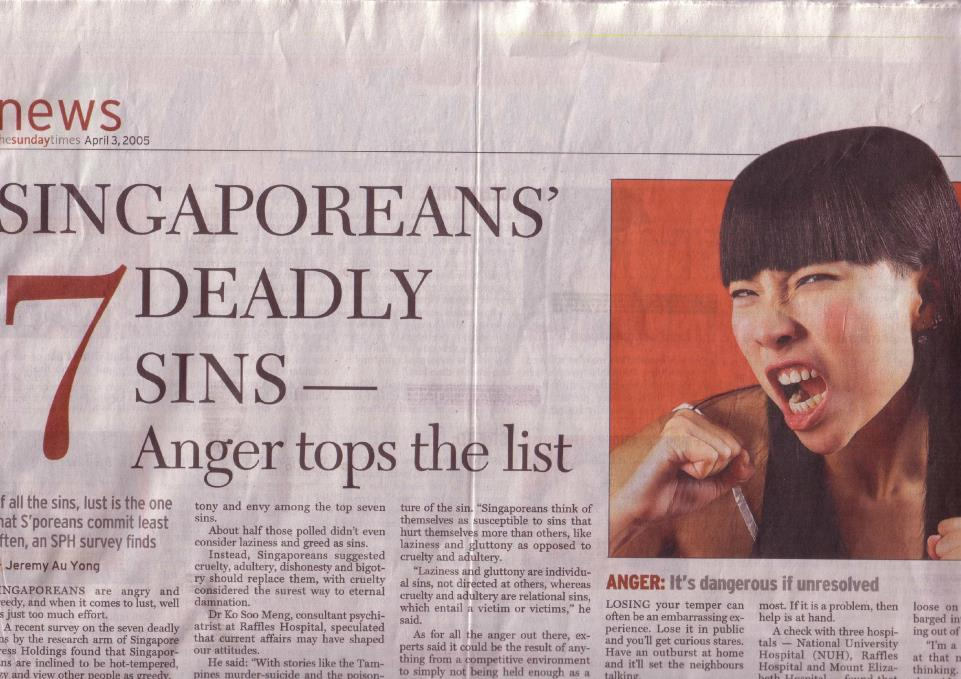 news
thesundaytimes April 3, 2005
SINGAPOREANS’
7 DEADLY
SINS —
Anger tops the list
f all the sins, lust is the one
hat S'poreans commit least
ften, an SPH survey finds
Jeremy Au Yong
INGAPOREANS are angry and
reedy, and when it comes to lust, well
s just too much effort.
A recent survey on the seven deadly
ns by the research arm of Singapore
ress Holdings found that Singapor-
ns are inclined to be hot-tempered,
zy and view other people as greedy.
tony and envy among the top seven
sins.
About half those polled didn't even
consider laziness and greed as sins.
Instead, Singaporeans suggested
cruelty, adultery, dishonesty and bigot-
ry should replace them, with cruelty
considered the surest way to eternal
damnation.
Dr Ko Soo Meng, consultant psychi-
atrist at Raffles Hospital, speculated
that current affairs may have shaped
our attitudes.
He said: “With stories like the Tam-
pines murder-suicide and the poison-
ture of the sin. “Singaporeans think of
themselves as susceptible to sins that
hurt themselves more than others, like
laziness and gluttony as opposed to
cruelty and adultery.
“Laziness and gluttony are individu-
al sins, not directed at others, whereas
cruelty and adultery are relational sins,
which entail a victim or victims,” he
said.
As for all the anger out there, ex-
perts said it could be the result of any-
thing from a competitive environment
to simply not being held enough as a
ANGER: It's dangerous if unresolved
LOSING your temper can
often be an embarrassing ex-
perience. Lose it in public
and you'll get curious stares.
Have an outburst at home
and it'll set the neighbours
talking.
most. If it is a problem, then
help is at hand.
A check with three hospi-
tals — National University
Hospital (NUH), Raffles
Hospital and Mount Eliza-
beth Hospital
loose on
barged in
ing out of
“I'm a
at that
thinking.